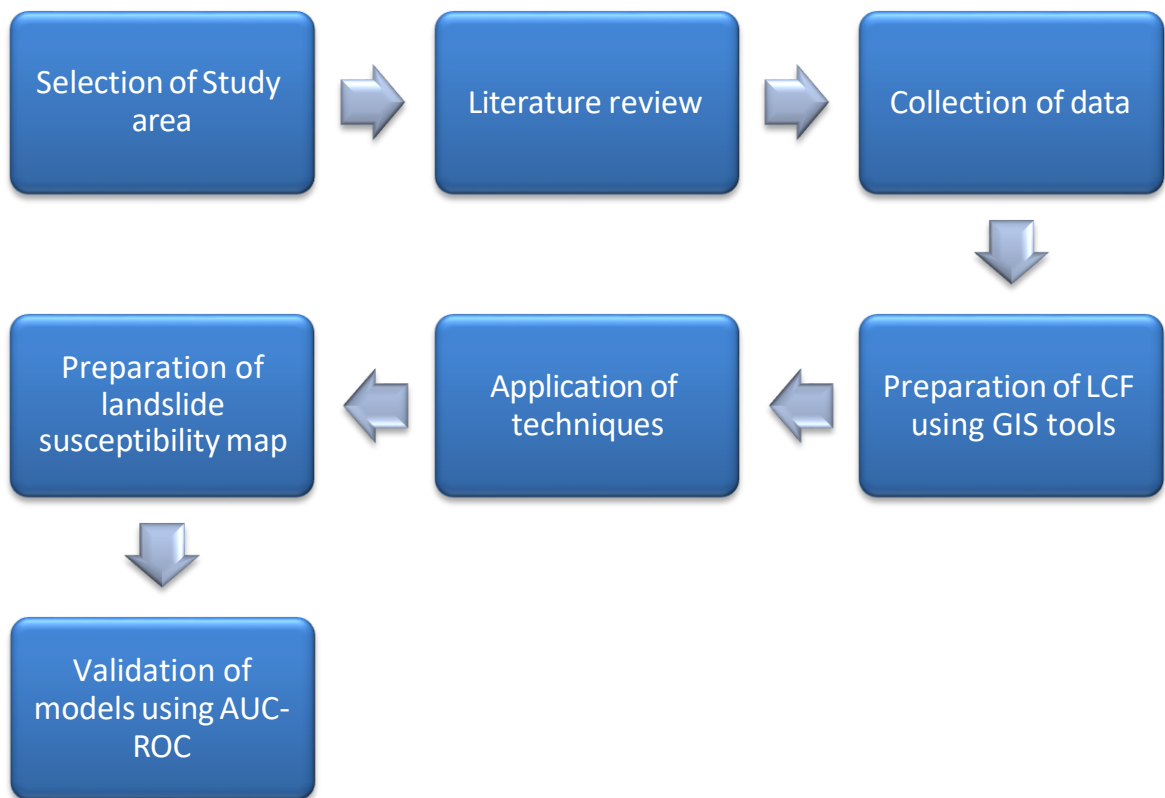 Selection of Study
area
Literature review
Collection of data
Preparation of LCF
using GIS tools
Application of
techniques
Preparation of
landslide
susceptibility map
Validation of
models using AUC-
ROC